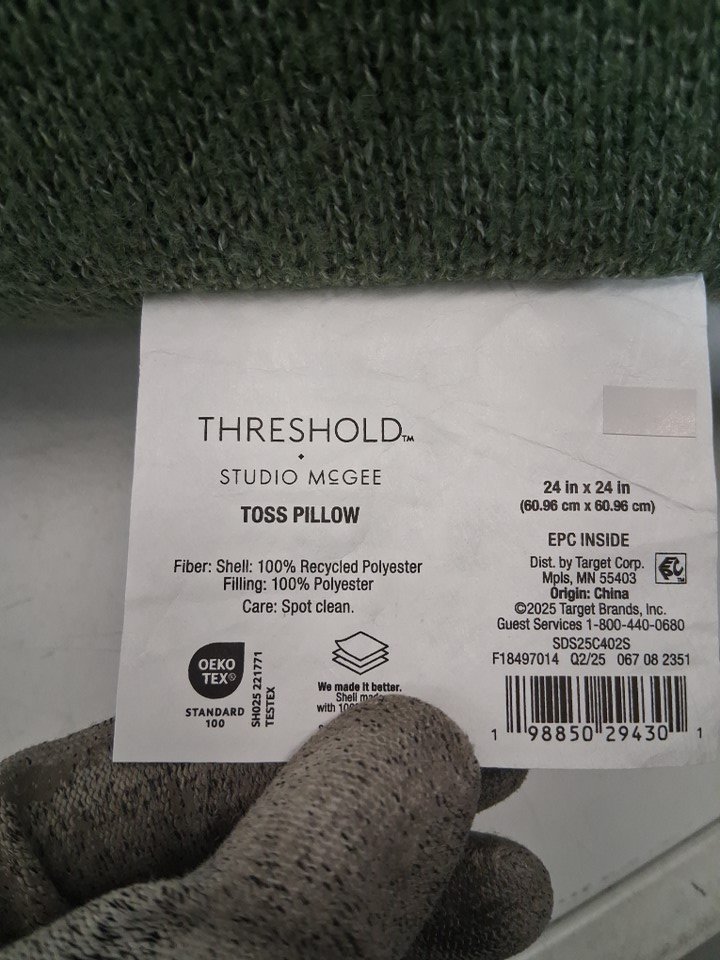 THRESHOLD™
STUDIO McGEE
TOSS PILLOW
Fiber: Shell: 100% Recycled Polyester
Filling: 100% Polyester
Care: Spot clean.
OEKO
TEX®
STANDARD
100
SH025 221771
TESTEX
We made it better.
Shell
with
24 in x 24 in
(60.96 cm x 60.96 cm)
EPC INSIDE
Dist. by Target Corp.
Mpls, MN 55403
Origin: China
©2025 Target Brands, Inc.
Guest Services 1-800-440-0680
SDS25C402S
F18497014 Q2/25 067 08 2351
1 98850 29430 1